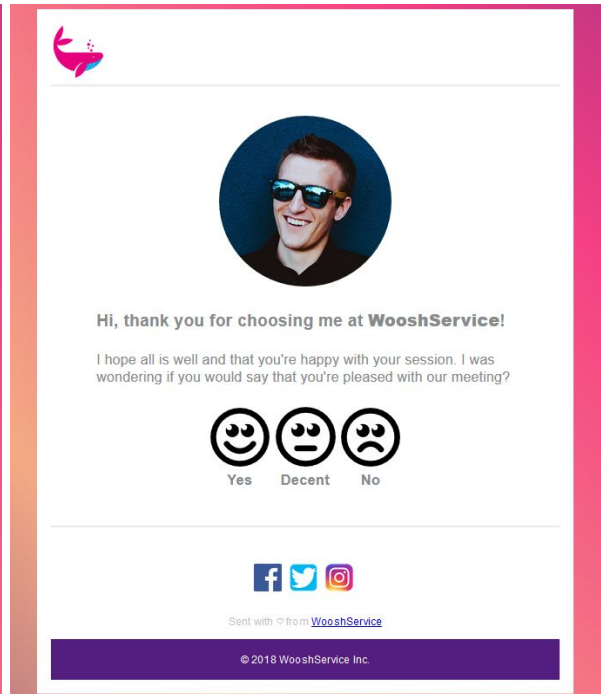 Hi, thank you for choosing me at WooshService!
I hope all is well and that you're happy with your session. I was
wondering if you would say that you're pleased with our meeting?
Yes Decent No
Sent with ♡ from WooshService
© 2018 WooshService Inc.